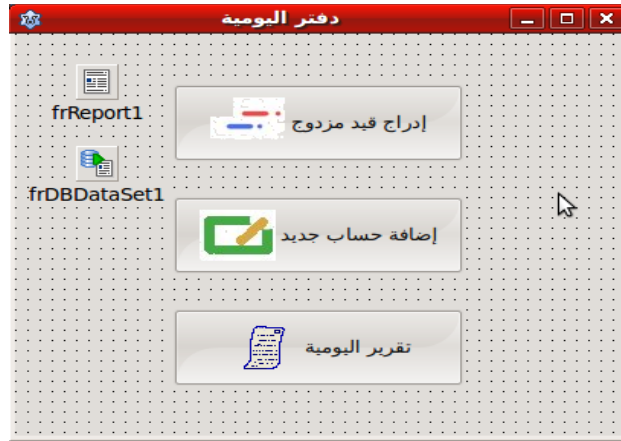 دفتر اليومية
frReport1
إدراج قيد مزدوج
frDBDataSet1
إضافة حساب جديد
تقرير اليومية